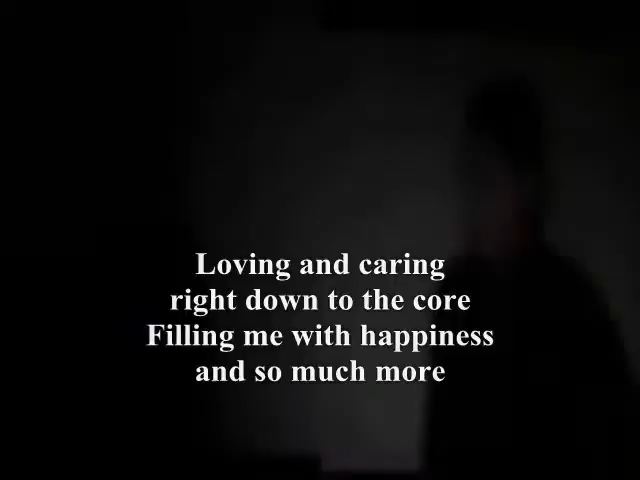 Loving and caring
right down to the core
Filling me with happiness
and so much more